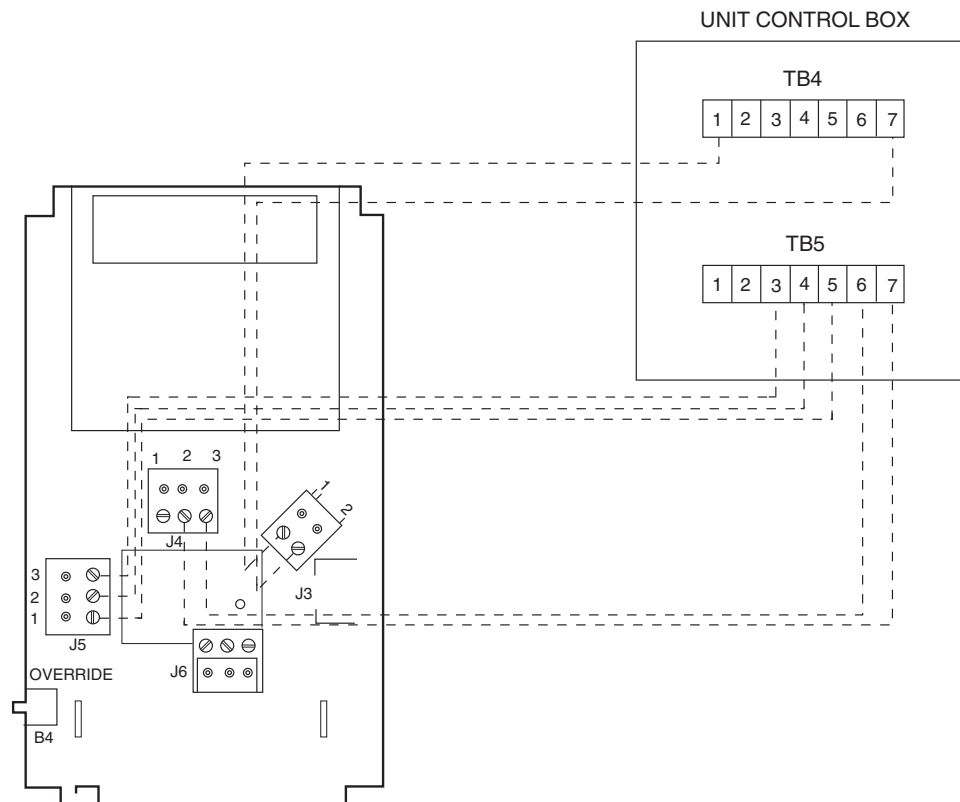 UNIT CONTROL BOX
TB4
1 2 3 4 5 6 7
TB5
1 2 3 4 5 6 7
1 2 3
J4
1
2
J3
3
2
1
J5
J6
OVERRIDE
B4